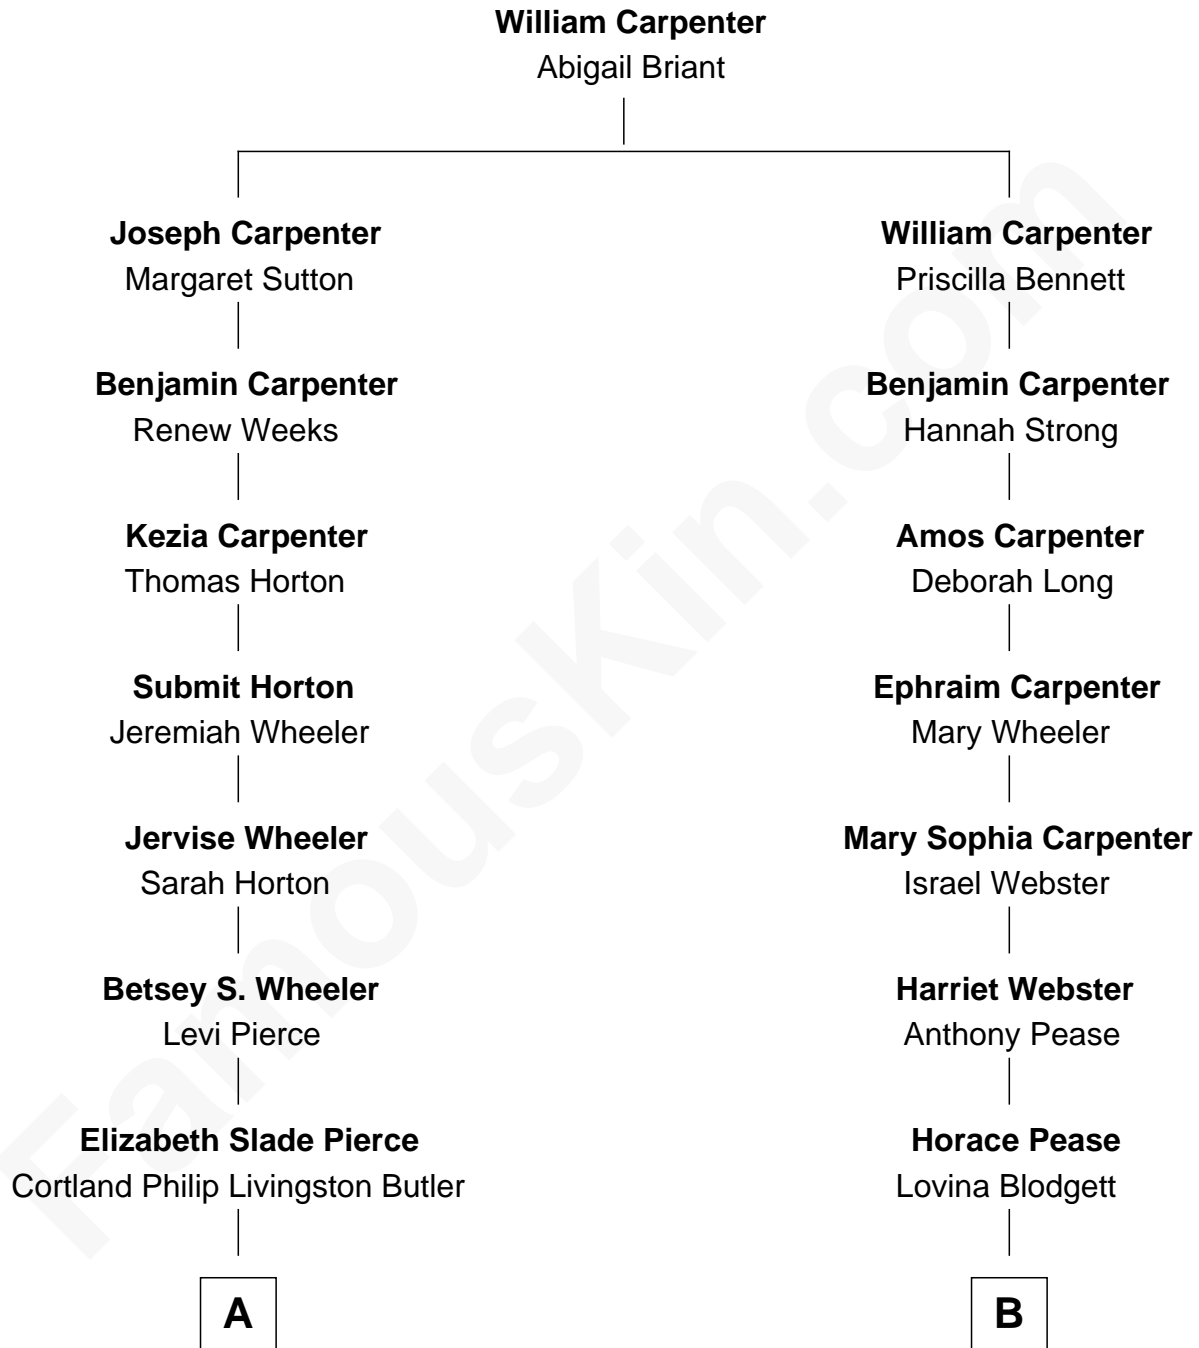 William Carpenter
Abigail Briant
Joseph Carpenter
Margaret Sutton
William Carpenter
Priscilla Bennett
Benjamin Carpenter
Renew Weeks
Benjamin Carpenter
Hannah Strong
Kezia Carpenter
Thomas Horton
Amos Carpenter
Deborah Long
Submit Horton
Jeremiah Wheeler
Ephraim Carpenter
Mary Wheeler
Jervise Wheeler
Sarah Horton
Mary Sophia Carpenter
Israel Webster
Betsey S. Wheeler
Levi Pierce
Harriet Webster
Anthony Pease
Elizabeth Slade Pierce
Cortland Philip Livingston Butler
Horace Pease
Lovina Blodgett
A
B
FamousKin.com